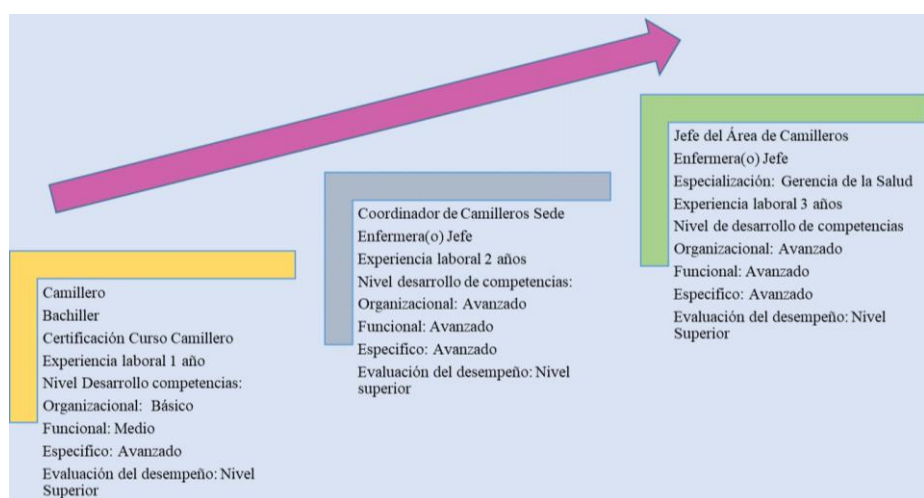 Camillero
Bachiller
Certificación Curso Camillero
Experiencia laboral 1 año
Nivel Desarrollo competencias:
Organizacional:  Básico
Funcional: Medio
Especifico: Avanzado
Evaluación del desempeño: Nivel
Superior
Coordinador de Camilleros Sede
Enfermera(o) Jefe
Experiencia laboral 2 años
Nivel desarrollo de competencias:
Organizacional: Avanzado
Funcional: Avanzado
Especifico: Avanzado
Evaluación del desempeño: Nivel
superior
Jefe del Área de Camilleros
Enfermera(o) Jefe
Especialización: Gerencia de la Salud
Experiencia laboral 3 años
Nivel de desarrollo de competencias
Organizacional: Avanzado
Funcional: Avanzado
Especifico: Avanzado
Evaluación del desempeño: Nivel
Superior